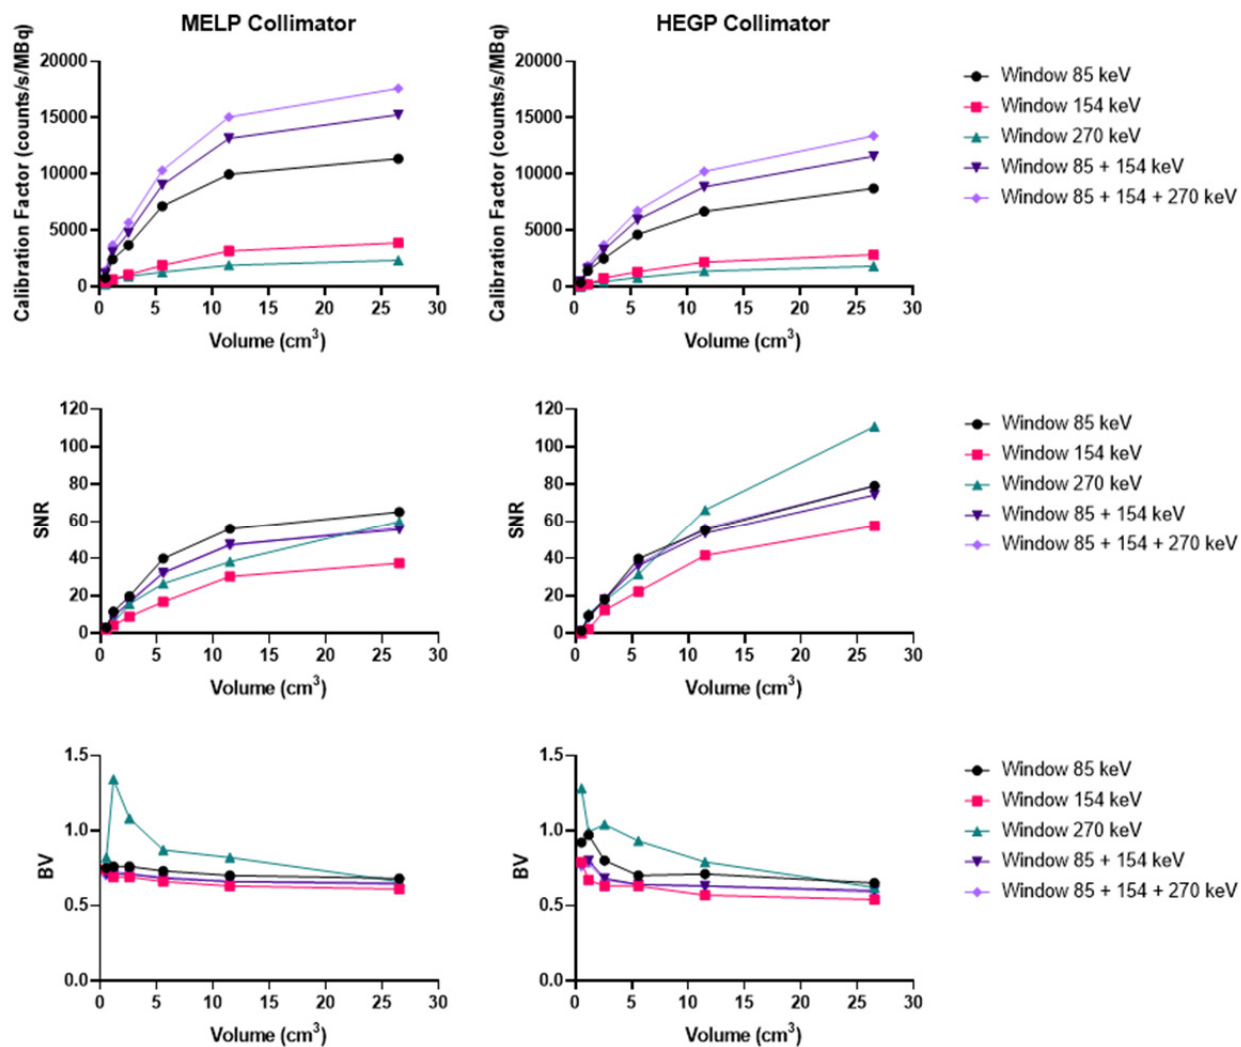 MELP Collimator
HEGP Collimator
Calibration Factor (counts/s/MBq)
20000
15000
10000
5000
0
0 5 10 15 20 25 30
Volume (cm³)
Calibration Factor (counts/s/MBq)
20000
15000
10000
5000
0
0 5 10 15 20 25 30
Volume (cm³)
Window 85 keV
Window 154 keV
Window 270 keV
Window 85 + 154 keV
Window 85 + 154 + 270 keV
SNR
120
100
80
60
40
20
0
0 5 10 15 20 25 30
Volume (cm³)
SNR
120
100
80
60
40
20
0
0 5 10 15 20 25 30
Volume (cm³)
Window 85 keV
Window 154 keV
Window 270 keV
Window 85 + 154 keV
Window 85 + 154 + 270 keV
BV
1.5
1.0
0.5
0.0
0 5 10 15 20 25 30
Volume (cm³)
BV
1.5
1.0
0.5
0.0
0 5 10 15 20 25 30
Volume (cm³)
Window 85 keV
Window 154 keV
Window 270 keV
Window 85 + 154 keV
Window 85 + 154 + 270 keV